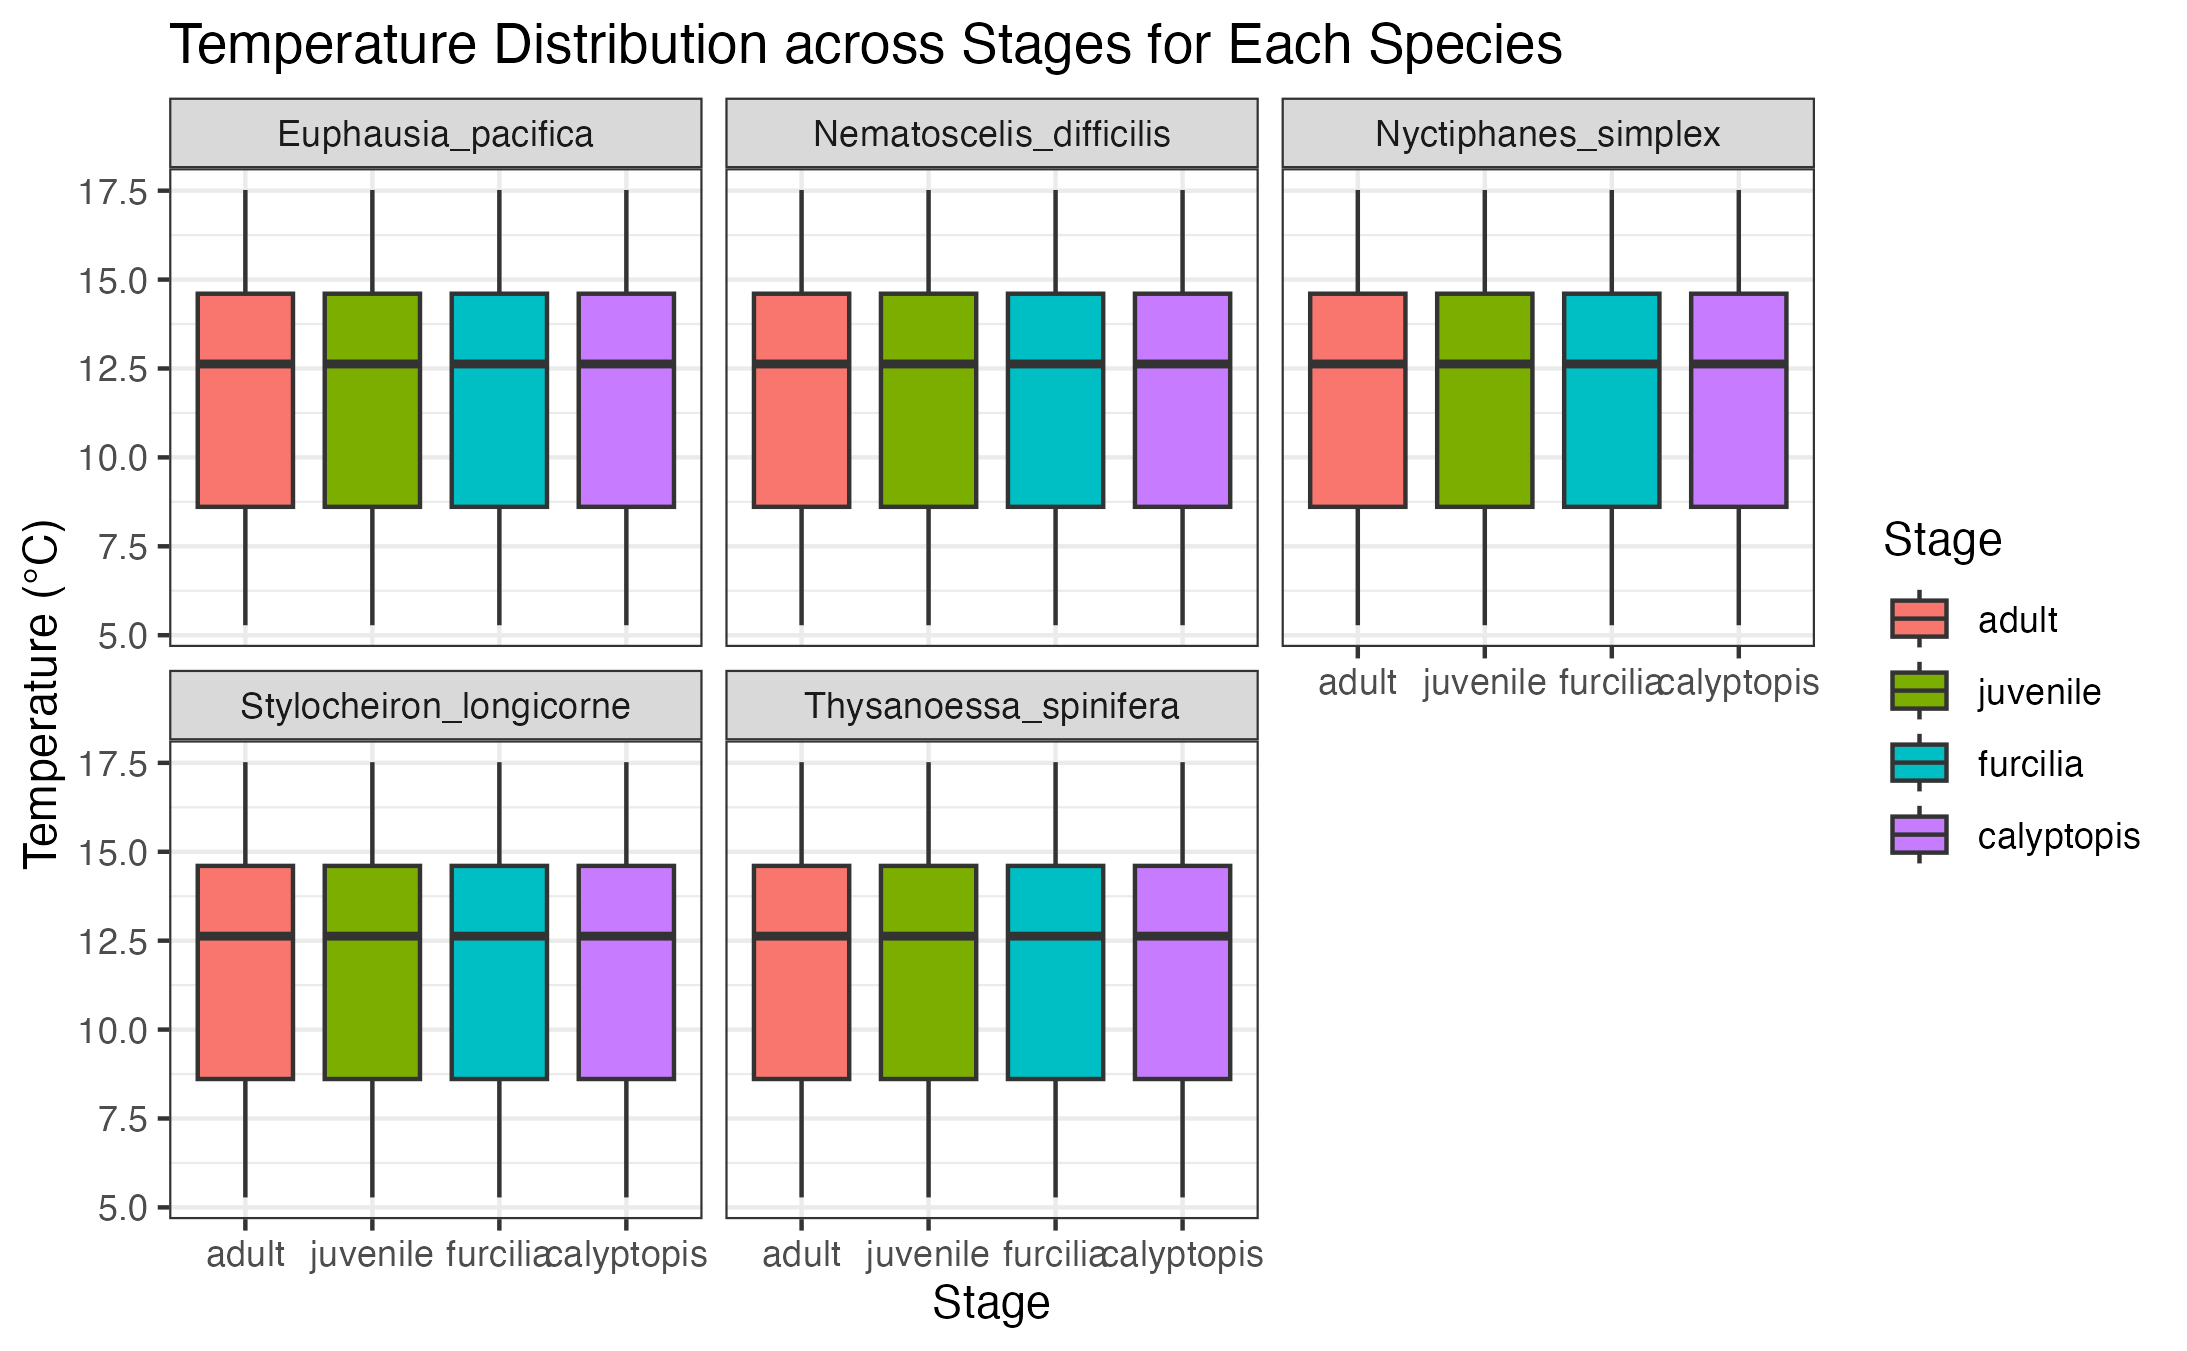 Temperature Distribution across Stages for Each Species
Euphausia_pacifica
Nematoscelis_difficilis
Nyctiphanes_simplex
17.5
15.0
12.5
10.0
7.5
5.0
adult juvenile furcilia calyptopis
Stylocheiron_longicorne
Thysanoessa_spinifera
17.5
15.0
12.5
10.0
7.5
5.0
adult juvenile furcilia calyptopis
adult juvenile furcilia calyptopis
Stage
Temperature (°C)
Stage
adult
juvenile
furcilia
calyptopis